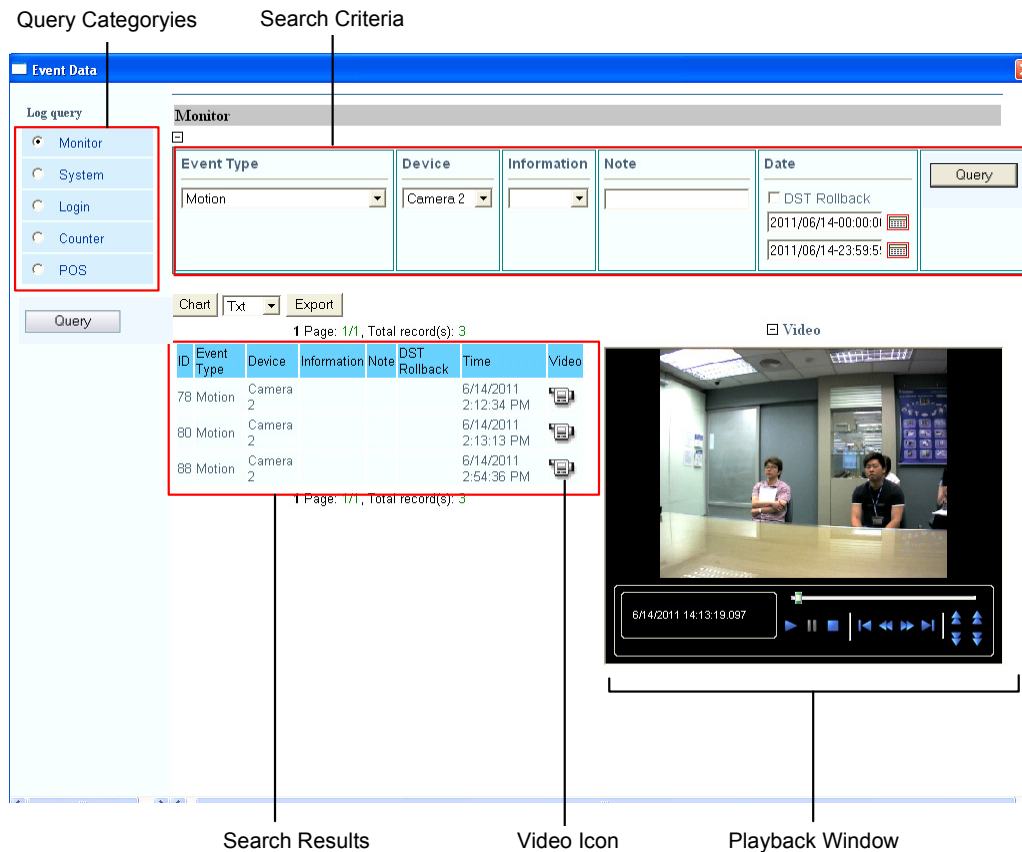 Query Categoryies
Search Criteria
Event Data
Log query
Monitor
System
Login
Counter
POS
Query
Monitor
Event Type
Device
Information
Note
Date
Motion
Camera 2
DST Rollback
2011/06/14-00:00:0
2011/06/14-23:59:5
Query
Chart
Txt
Export
1 Page: 1/1, Total record(s): 3
ID
Event Type
Device
Information
Note
DST Rollback
Time
Video
78 Motion Camera 2 6/14/2011 2:12:34 PM
80 Motion Camera 2 6/14/2011 2:13:13 PM
88 Motion Camera 2 6/14/2011 2:54:36 PM
1 Page: 1/1, Total record(s): 3
Video
6/14/2011 14:13:19.097
Search Results
Video Icon
Playback Window